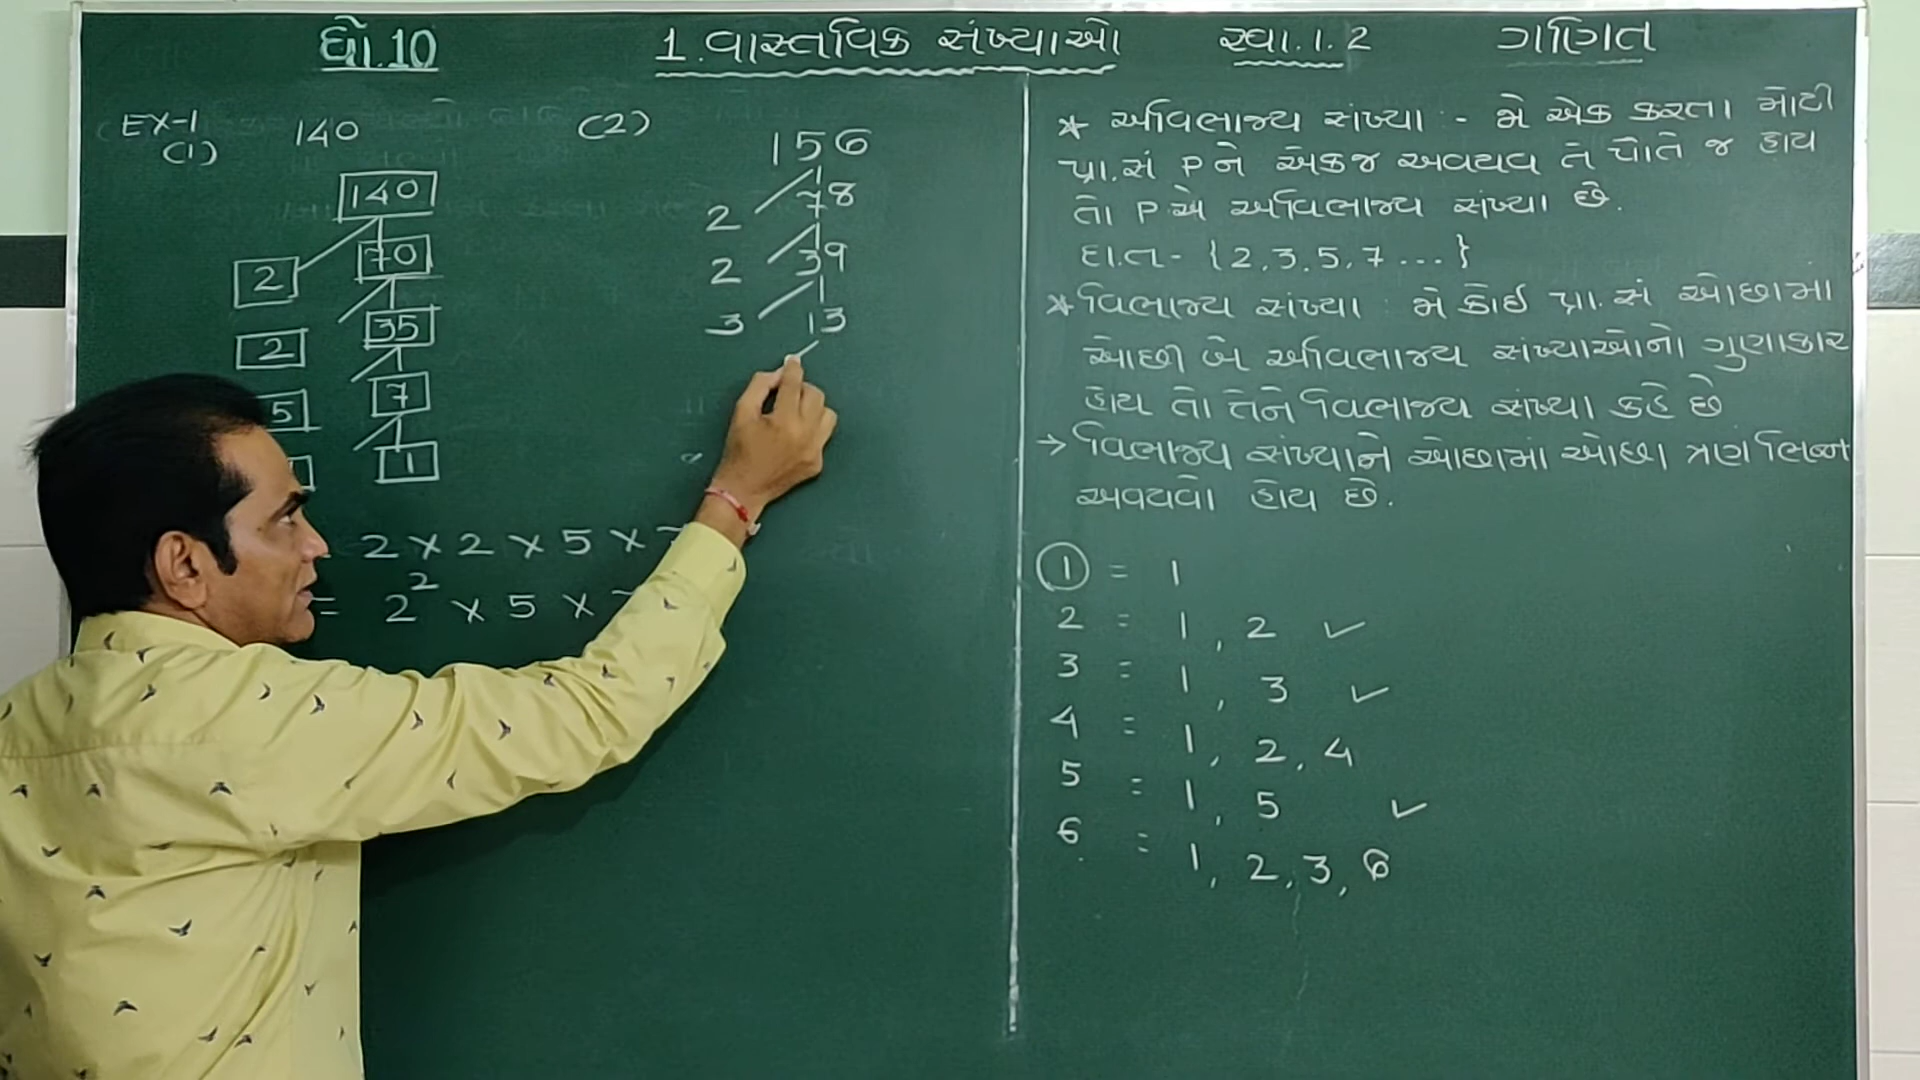 ધો.10 1.વાસ્તવિક સંખ્યાઓ સ્વા.1.2 ગણિત
EX-1
(1) 140
140
2 70
2 35
5 7
1
2 × 2 × 5 ×
= 2² × 5 ×
(2) 156
2 78
2 39
3 13
* અવિભાજ્ય સંખ્યા :- જો એક કરતા મોટી
પ્રા.સં P ને એકજ અવયવ તે પોતે જ હોય
તો P એ અવિભાજ્ય સંખ્યા છે.
દા.ત- {2,3,5,7...}
* વિભાજ્ય સંખ્યા : જો કોઈ પ્રા.સં ઓછામાં
ઓછી બે અવિભાજ્ય સંખ્યાઓનો ગુણાકાર
હોય તો તેને વિભાજ્ય સંખ્યા કહે છે
→ વિભાજ્ય સંખ્યાને ઓછામાં ઓછા ત્રણ ભિન્ન
અવયવો હોય છે.
1 = 1
2 = 1, 2 ✓
3 = 1, 3 ✓
4 = 1, 2, 4
5 = 1, 5 ✓
6 = 1, 2, 3, 6